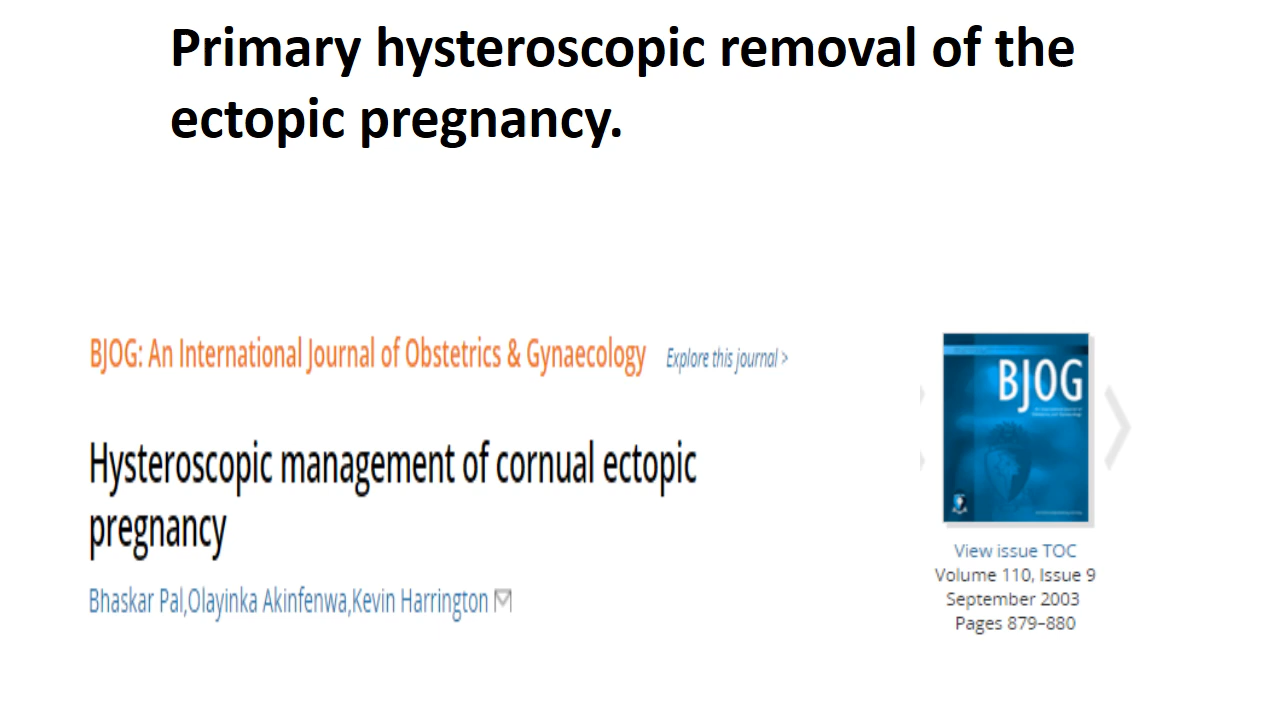 Primary hysteroscopic removal of the
ectopic pregnancy.
BJOG: An International Journal of Obstetrics & Gynaecology Explore this journal >
Hysteroscopic management of cornual ectopic
pregnancy
Bhaskar Pal,Olayinka Akinfenwa,Kevin Harrington
BJOG
View issue TOC
Volume 110, Issue 9
September 2003
Pages 879–880